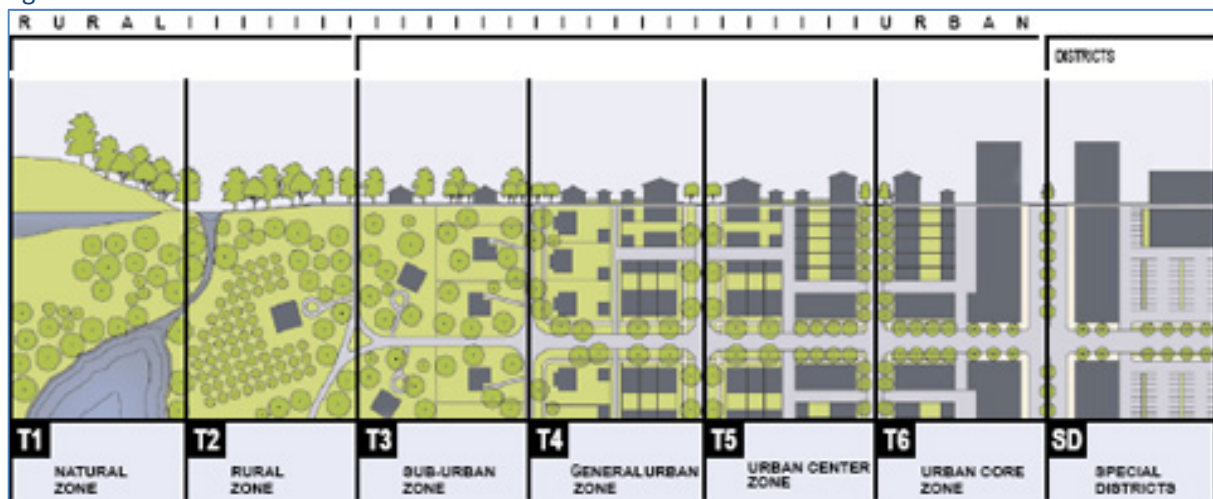 R U R A L I I I I I I I I I I I I I I I I I I I I I I I I I U R B A N
DISTRICTS
T1 NATURAL
ZONE
T2 RURAL
ZONE
T3 SUB-URBAN
ZONE
T4 GENERAL URBAN
ZONE
T5 URBAN CENTER
ZONE
T6 URBAN CORE
ZONE
SD SPECIAL
DISTRICTS